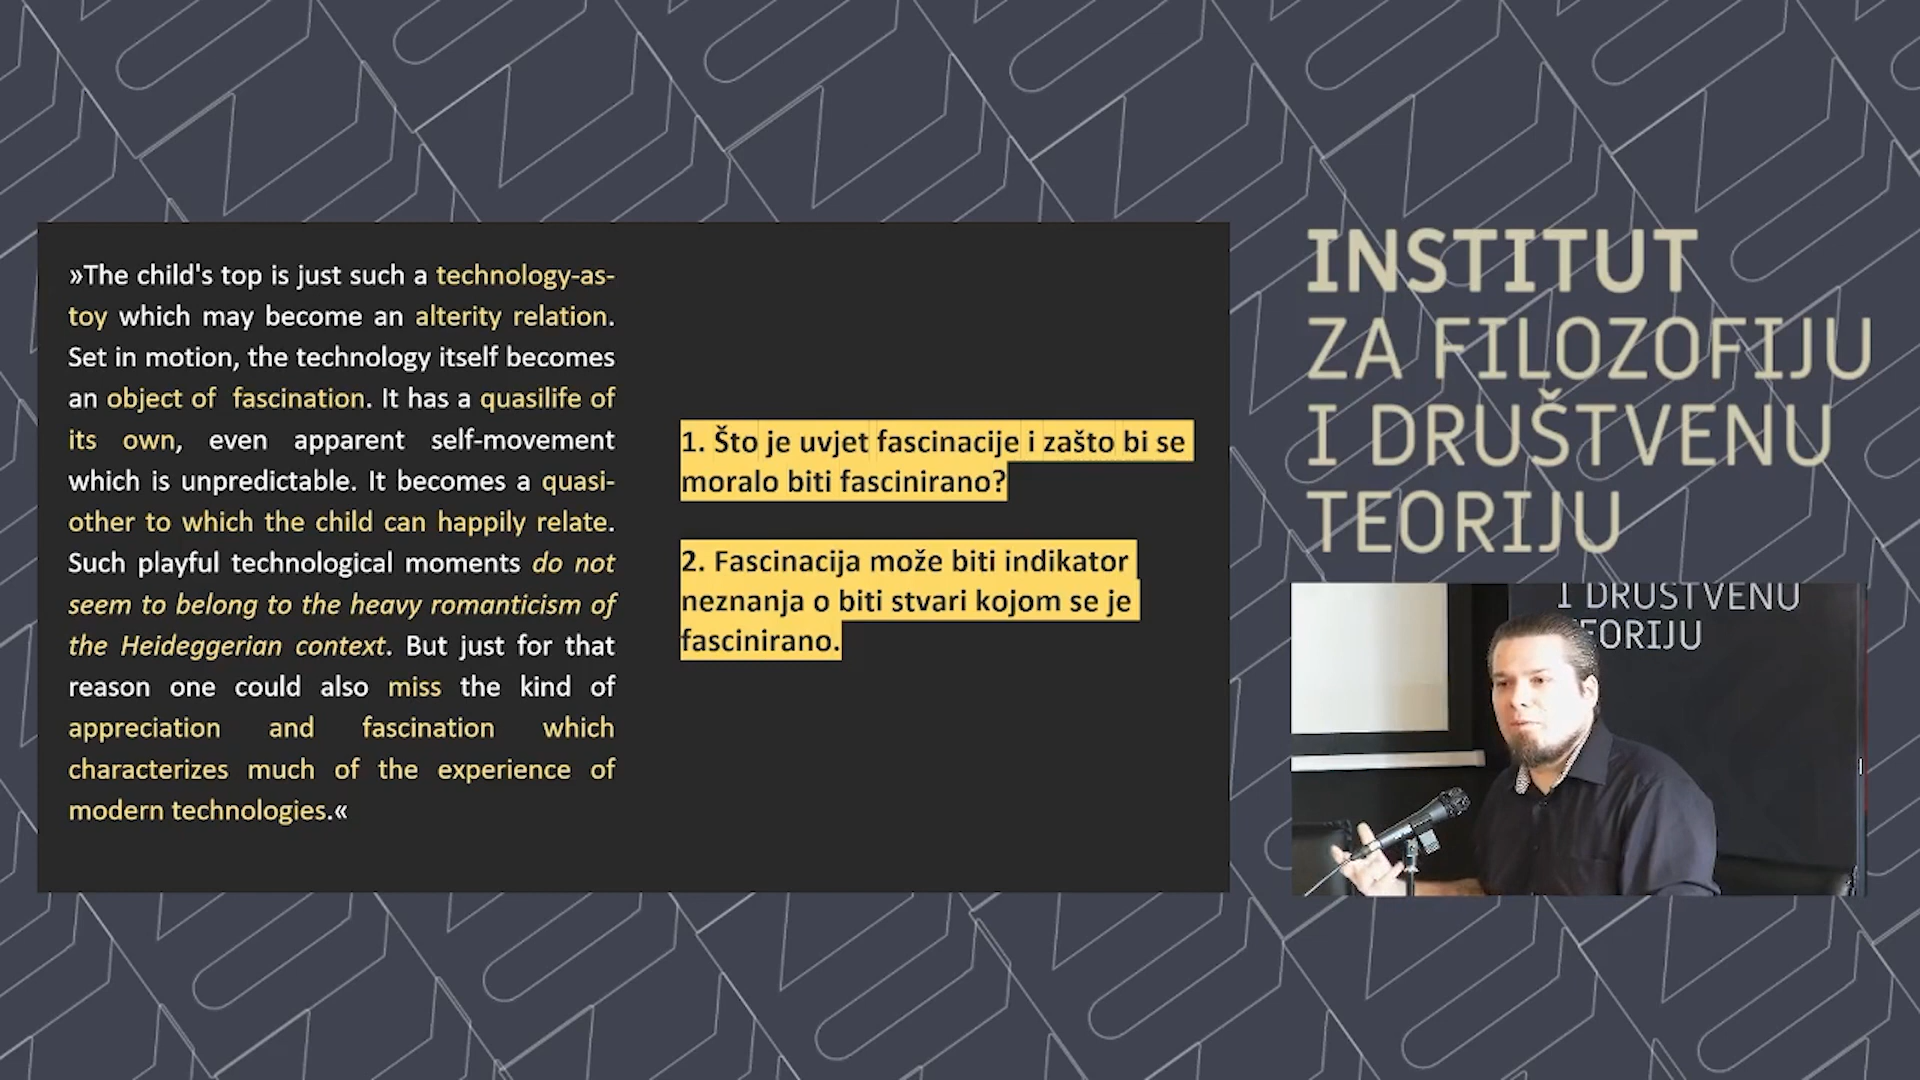 »The child's top is just such a technology-as-
toy which may become an alterity relation.
Set in motion, the technology itself becomes
an object of fascination. It has a quasilife of
its own, even apparent self-movement
which is unpredictable. It becomes a quasi-
other to which the child can happily relate.
Such playful technological moments do not
seem to belong to the heavy romanticism of
the Heideggerian context. But just for that
reason one could also miss the kind of
appreciation and fascination which
characterizes much of the experience of
modern technologies.«
1. Što je uvjet fascinacije i zašto bi se
moralo biti fascinirano?
2. Fascinacija može biti indikator
neznanja o biti stvari kojom se je
fascinirano.
INSTITUT
ZA FILOZOFIJU
I DRUŠTVENU
TEORIJU
I DRUŠTVENU
TEORIJU